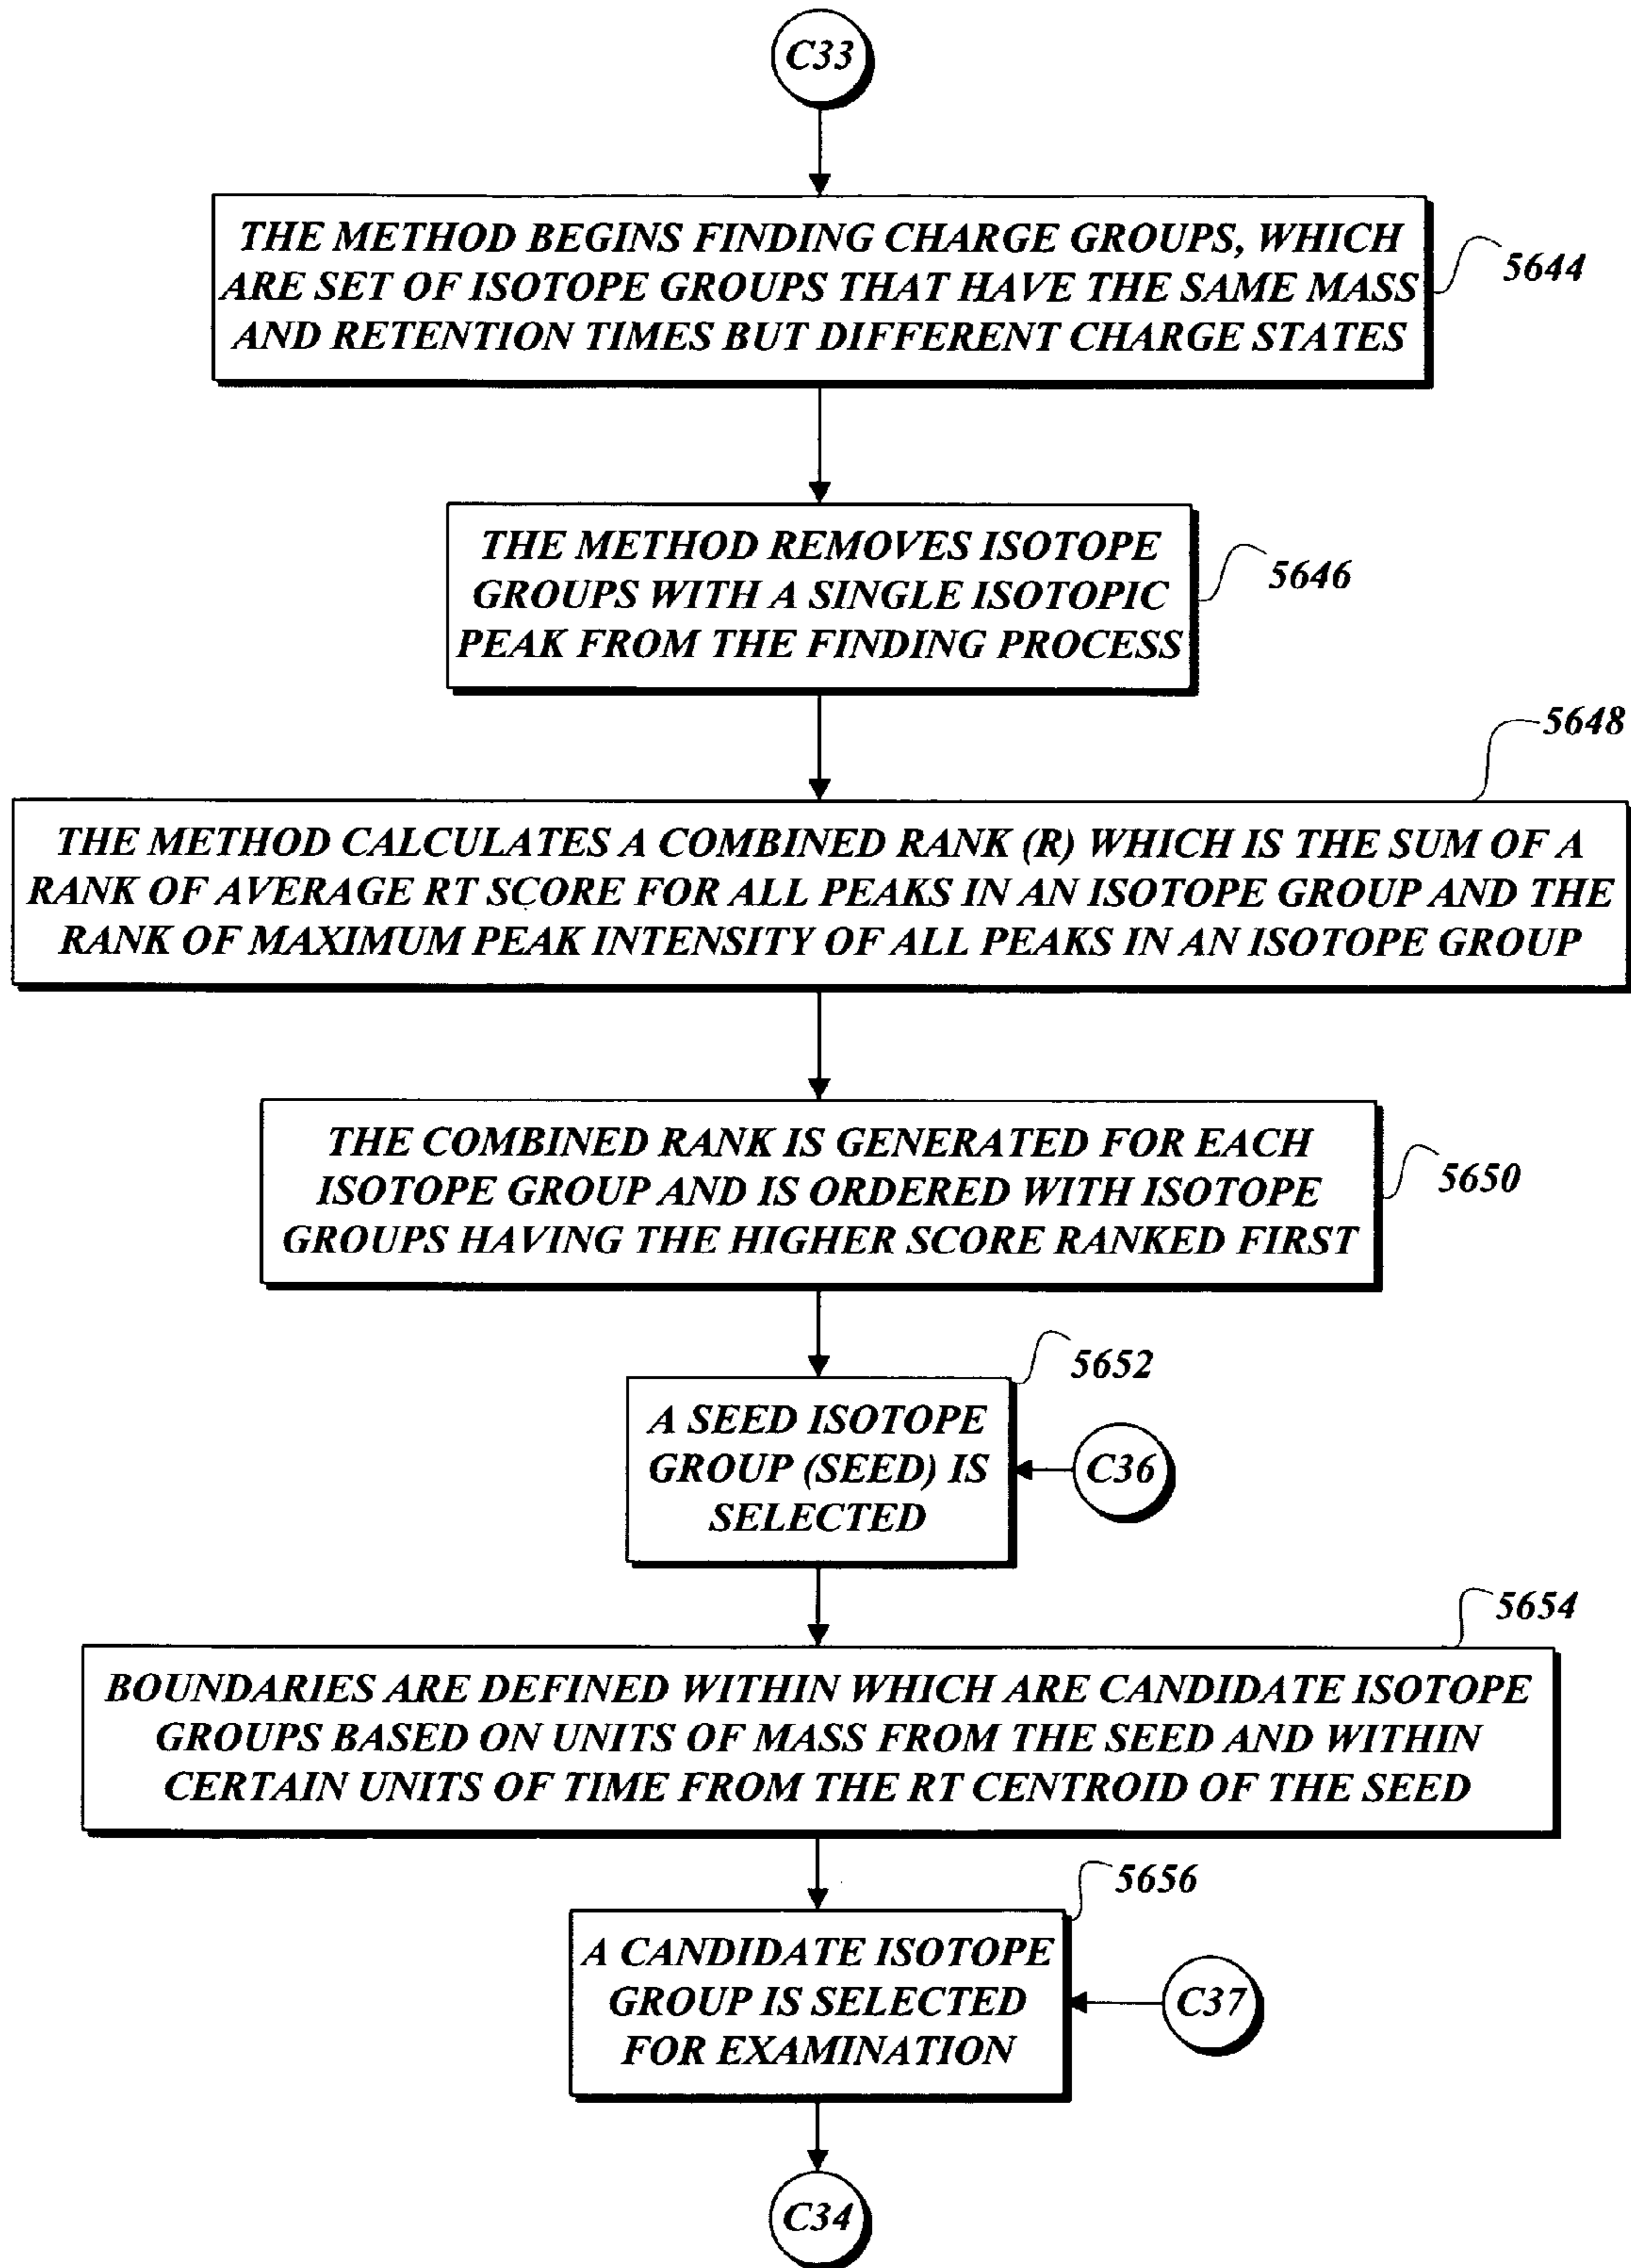 C33
THE METHOD BEGINS FINDING CHARGE GROUPS, WHICH
ARE SET OF ISOTOPE GROUPS THAT HAVE THE SAME MASS
AND RETENTION TIMES BUT DIFFERENT CHARGE STATES
5644
THE METHOD REMOVES ISOTOPE
GROUPS WITH A SINGLE ISOTOPIC
PEAK FROM THE FINDING PROCESS
5646
5648
THE METHOD CALCULATES A COMBINED RANK (R) WHICH IS THE SUM OF A
RANK OF AVERAGE RT SCORE FOR ALL PEAKS IN AN ISOTOPE GROUP AND THE
RANK OF MAXIMUM PEAK INTENSITY OF ALL PEAKS IN AN ISOTOPE GROUP
THE COMBINED RANK IS GENERATED FOR EACH
ISOTOPE GROUP AND IS ORDERED WITH ISOTOPE
GROUPS HAVING THE HIGHER SCORE RANKED FIRST
5650
5652
A SEED ISOTOPE
GROUP (SEED) IS
SELECTED
C36
5654
BOUNDARIES ARE DEFINED WITHIN WHICH ARE CANDIDATE ISOTOPE
GROUPS BASED ON UNITS OF MASS FROM THE SEED AND WITHIN
CERTAIN UNITS OF TIME FROM THE RT CENTROID OF THE SEED
5656
A CANDIDATE ISOTOPE
GROUP IS SELECTED
FOR EXAMINATION
C37
C34